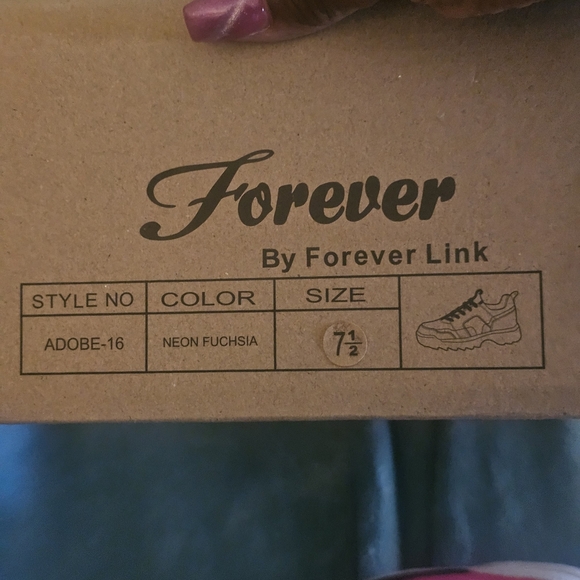 Forever
By Forever Link
STYLE NO COLOR SIZE
ADOBE-16 NEON FUCHSIA 7½